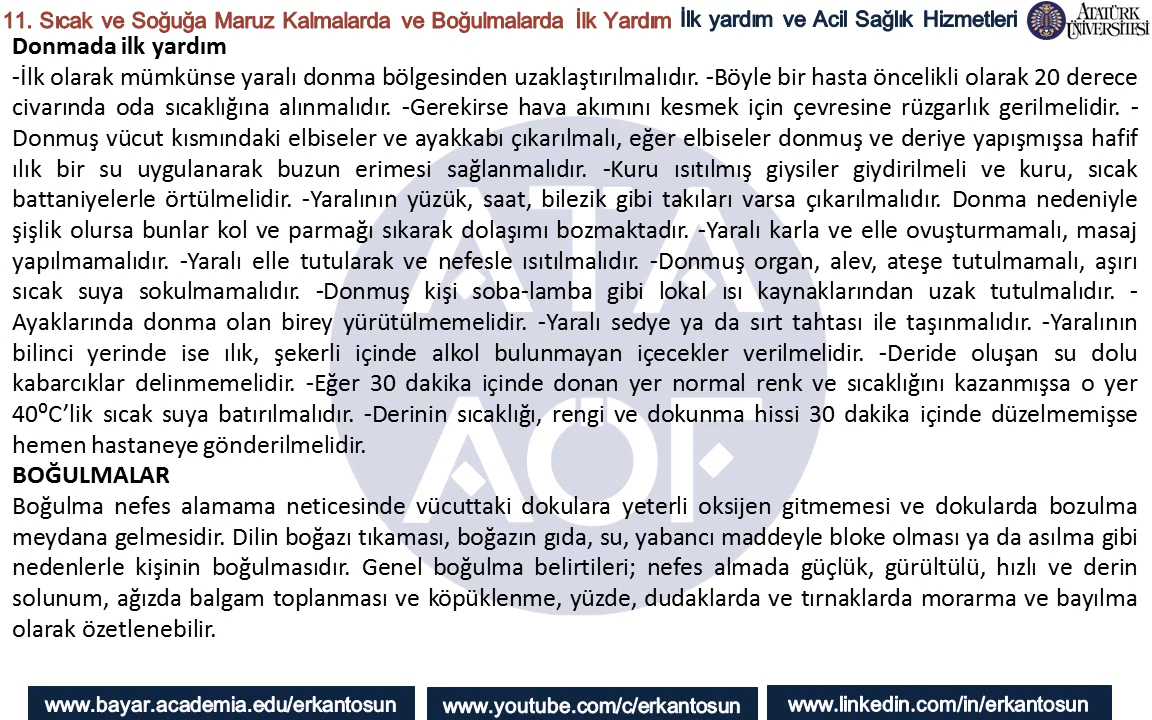 11. Sıcak ve Soğuğa Maruz Kalmalarda ve Boğulmalarda İlk Yardım İlk yardım ve Acil Sağlık Hizmetleri ATATÜRK ÜNİVERSİTESİ
Donmada ilk yardım
-İlk olarak mümkünse yaralı donma bölgesinden uzaklaştırılmalıdır. -Böyle bir hasta öncelikli olarak 20 derece
civarında oda sıcaklığına alınmalıdır. -Gerekirse hava akımını kesmek için çevresine rüzgarlık gerilmelidir. -
Donmuş vücut kısmındaki elbiseler ve ayakkabı çıkarılmalı, eğer elbiseler donmuş ve deriye yapışmışsa hafif
ılık bir su uygulanarak buzun erimesi sağlanmalıdır. -Kuru ısıtılmış giysiler giydirilmeli ve kuru, sıcak
battaniyelerle örtülmelidir. -Yaralının yüzük, saat, bilezik gibi takıları varsa çıkarılmalıdır. Donma nedeniyle
şişlik olursa bunlar kol ve parmağı sıkarak dolaşımı bozmaktadır. -Yaralı karla ve elle ovuşturmamalı, masaj
yapılmamalıdır. -Yaralı elle tutularak ve nefesle ısıtılmalıdır. -Donmuş organ, alev, ateşe tutulmamalı, aşırı
sıcak suya sokulmamalıdır. -Donmuş kişi soba-lamba gibi lokal ısı kaynaklarından uzak tutulmalıdır. -
Ayaklarında donma olan birey yürütülmemelidir. -Yaralı sedye ya da sırt tahtası ile taşınmalıdır. -Yaralının
bilinci yerinde ise ılık, şekerli içinde alkol bulunmayan içecekler verilmelidir. -Deride oluşan su dolu
kabarcıklar delinmemelidir. -Eğer 30 dakika içinde donan yer normal renk ve sıcaklığını kazanmışsa o yer
40⁰C’lik sıcak suya batırılmalıdır. -Derinin sıcaklığı, rengi ve dokunma hissi 30 dakika içinde düzelmemişse
hemen hastaneye gönderilmelidir.
BOĞULMALAR
Boğulma nefes alamama neticesinde vücuttaki dokulara yeterli oksijen gitmemesi ve dokularda bozulma
meydana gelmesidir. Dilin boğazı tıkaması, boğazın gıda, su, yabancı maddeyle bloke olması ya da asılma gibi
nedenlerle kişinin boğulmasıdır. Genel boğulma belirtileri; nefes almada güçlük, gürültülü, hızlı ve derin
solunum, ağızda balgam toplanması ve köpüklenme, yüzde, dudaklarda ve tırnaklarda morarma ve bayılma
olarak özetlenebilir.
ATA
AÖF
www.bayar.academia.edu/erkantosun www.youtube.com/c/erkantosun www.linkedin.com/in/erkantosun